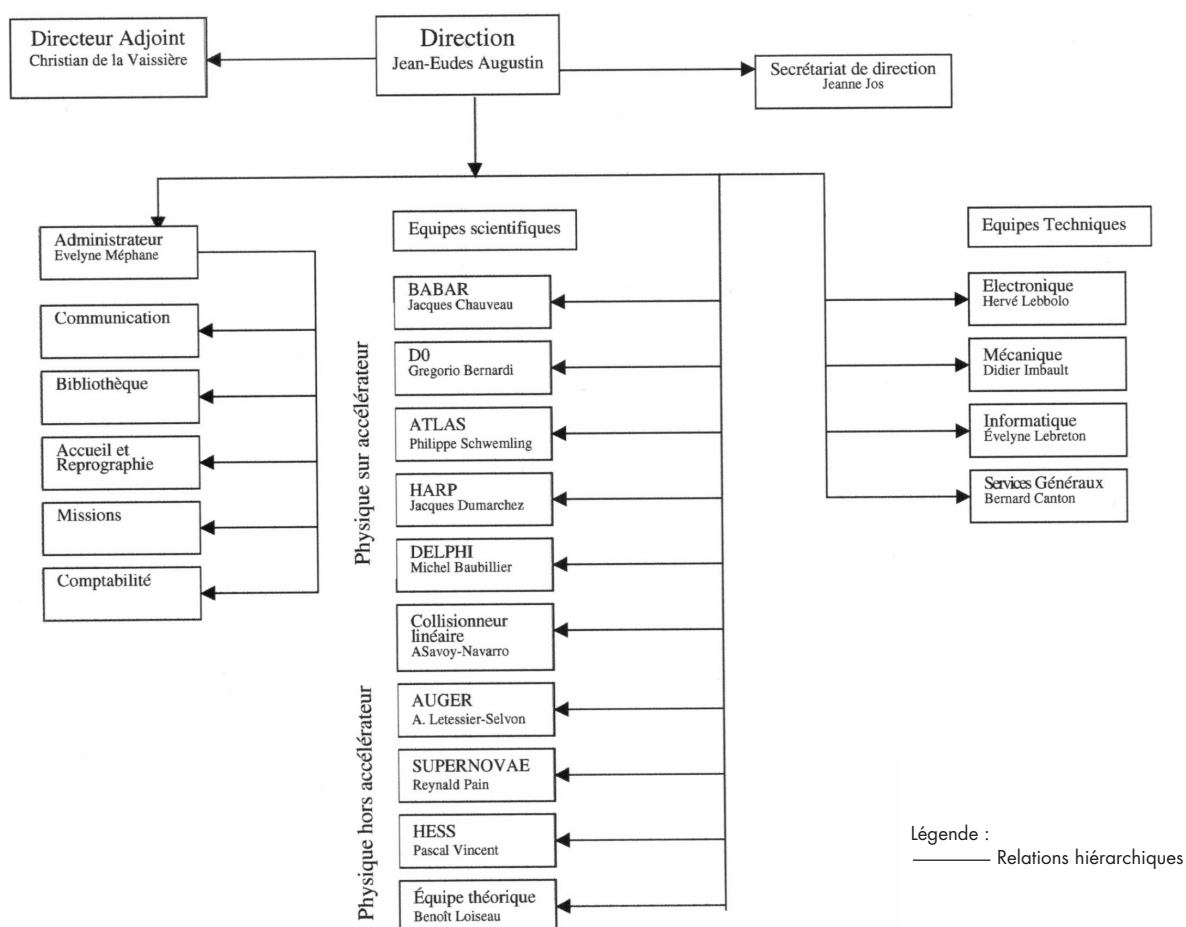 Directeur Adjoint
Christian de la Vaissière
Direction
Jean-Eudes Augustin
Secrétariat de direction
Jeanne Jos
Administrateur
Evelyne Méphane
Communication
Bibliothèque
Accueil et
Reprographie
Missions
Comptabilité
Equipes scientifiques
Physique sur accélérateur
BABAR
Jacques Chauveau
D0
Gregorio Bernardi
ATLAS
Philippe Schwemling
HARP
Jacques Dumarchez
DELPHI
Michel Baubillier
Collisionneur
linéaire
ASavoy-Navarro
Physique hors accélérateur
AUGER
A. Letessier-Selvon
SUPERNOVAE
Reynald Pain
HESS
Pascal Vincent
Équipe théorique
Benoît Loiseau
Equipes Techniques
Electronique
Hervé Lebbolo
Mécanique
Didier Imbault
Informatique
Évelyne Lebreton
Services Généraux
Bernard Canton
Légende :
Relations hiérarchiques